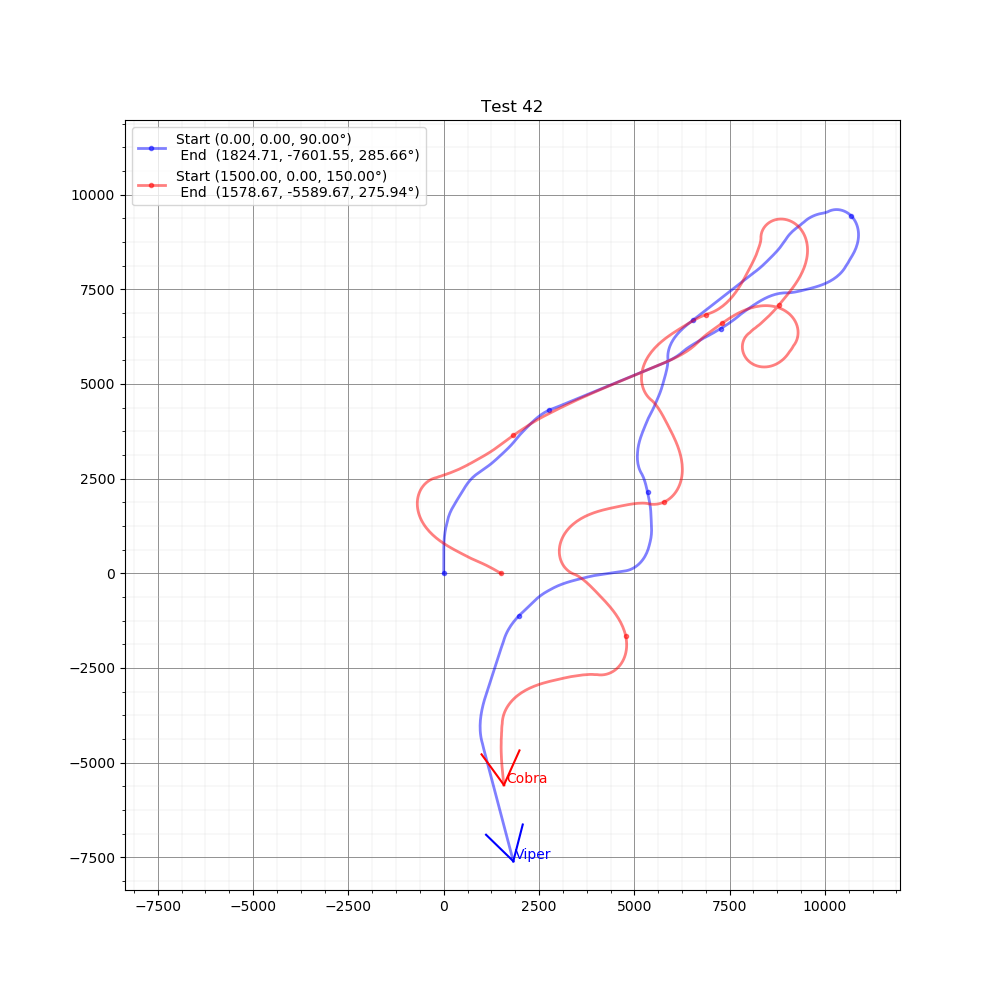 Test 42
Start (0.00, 0.00, 90.00°)
End  (1824.71, -7601.55, 285.66°)
Start (1500.00, 0.00, 150.00°)
End  (1578.67, -5589.67, 275.94°)
10000
7500
5000
2500
0
−2500
−5000
−7500
Cobra
Viper
−7500 −5000 −2500 0 2500 5000 7500 10000